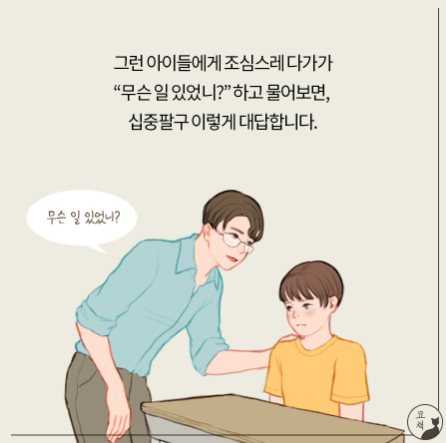 그런 아이들에게 조심스레 다가가
“무슨 일 있었니?” 하고 물어보면,
십중팔구 이렇게 대답합니다.
무슨 일 있었니?
요
척